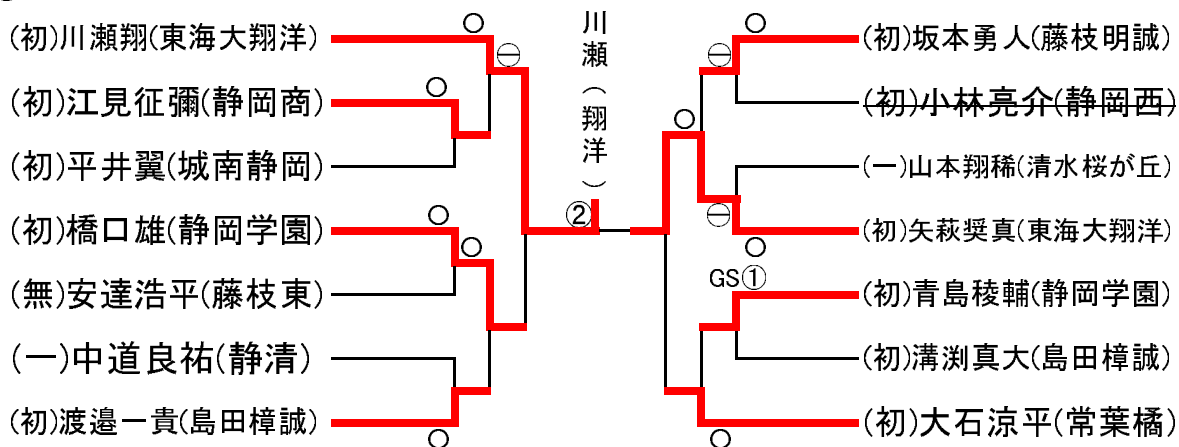 (初)川瀬翔(東海大翔洋)
(初)江見征彌(静岡商)
(初)平井翼(城南静岡)
(初)橋口雄(静岡学園)
(無)安達浩平(藤枝東)
(一)中道良祐(静清)
(初)渡邉一貴(島田樟誠)
○
㊀
○
○
○
○
川瀬(翔洋)
②
○
㊀
○
㊀
○
GS①
○
(初)坂本勇人(藤枝明誠)
(初)小林亮介(静岡西)
(一)山本翔稀(清水桜が丘)
(初)矢萩奨真(東海大翔洋)
(初)青島稜輔(静岡学園)
(初)溝渕真大(島田樟誠)
(初)大石涼平(常葉橘)